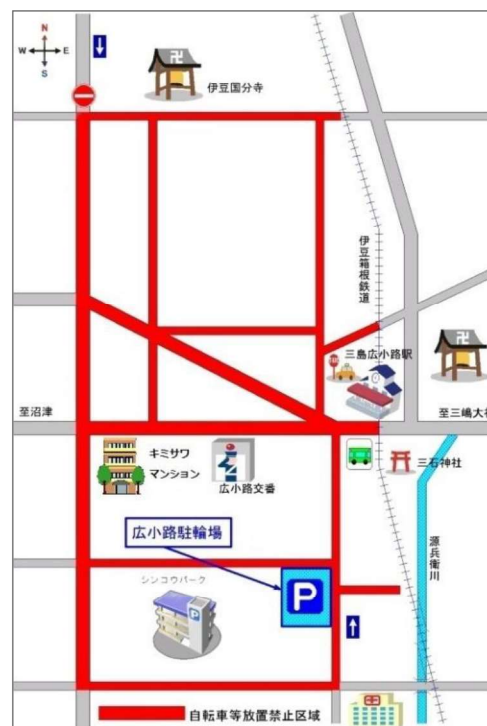 N
W E
S
伊豆国分寺
伊豆箱根鉄道
三島広小路駅
至沼津
至三嶋大社
キミサワ
マンション
広小路交番
三石神社
広小路駐輪場
源兵衛川
シンコウパーク
P
自転車等放置禁止区域